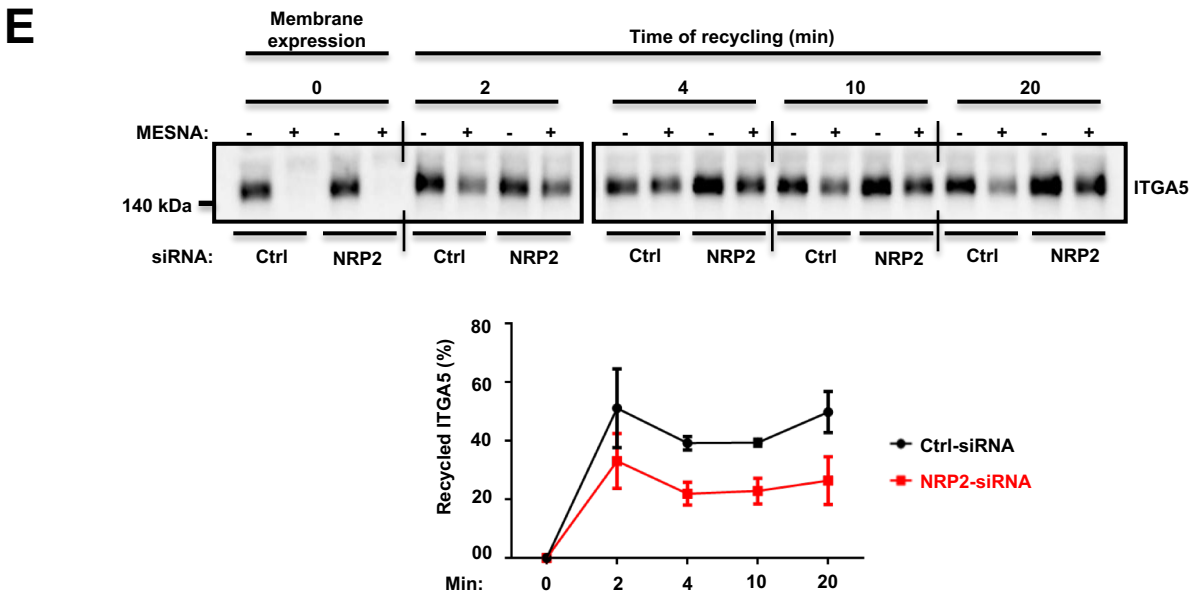 E
Membrane
expression
Time of recycling (min)
0 2 4 10 20
MESNA: - + - + - + - + - + - + - + - + - + - +
140 kDa
ITGA5
siRNA: Ctrl NRP2 Ctrl NRP2 Ctrl NRP2 Ctrl NRP2 Ctrl NRP2
Recycled ITGA5 (%)
80
60
40
20
00
Ctrl-siRNA
NRP2-siRNA
Min: 0 2 4 10 20